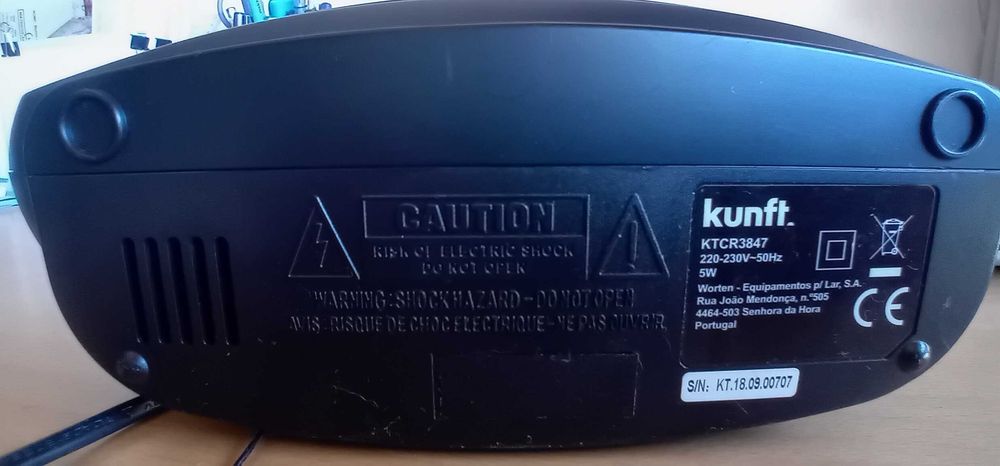 CAUTION
RISK OF ELECTRIC SHOCK
DO NOT OPEN
WARNING: SHOCK HAZARD - DO NOT OPEN
AVIS: RISQUE DE CHOC ELECTRIQUE - NE PAS OUVRIR
kunft.
KTCR3847
220-230V~50Hz
5W
Worten - Equipamentos p/ Lar, S.A.
Rua João Mendonça, n.º505
4464-503 Senhora da Hora
Portugal
CE
S/N: KT.18.09.00707